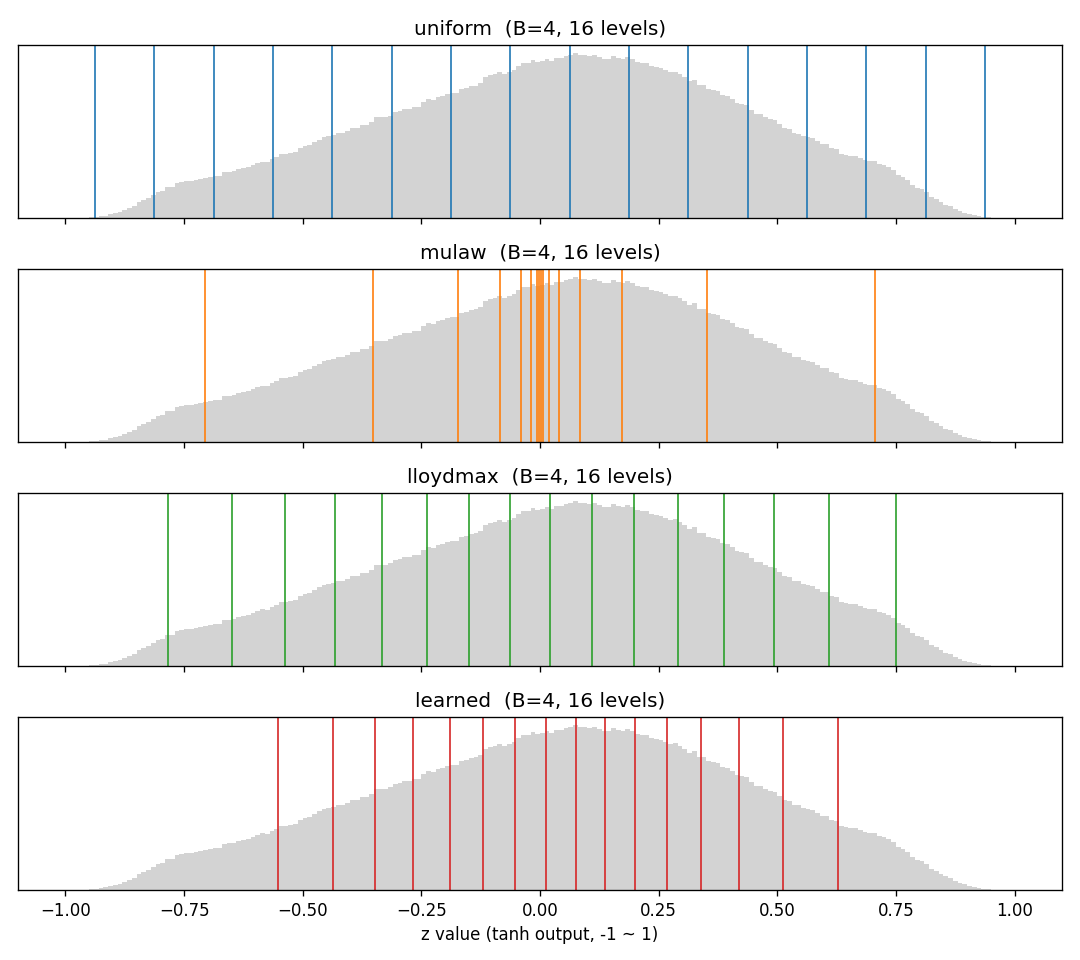 uniform  (B=4, 16 levels)
mulaw  (B=4, 16 levels)
lloydmax  (B=4, 16 levels)
learned  (B=4, 16 levels)
−1.00 −0.75 −0.50 −0.25 0.00 0.25 0.50 0.75 1.00
z value (tanh output, -1 ~ 1)